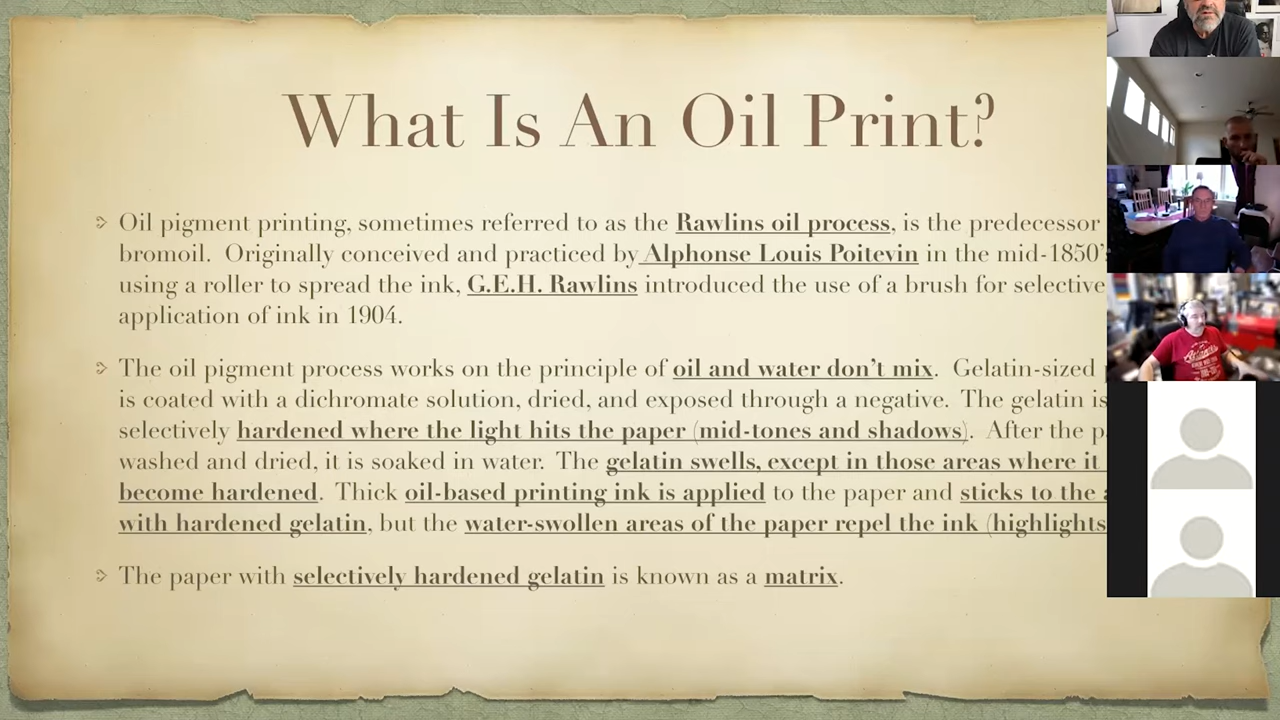 What Is An Oil Print?
Oil pigment printing, sometimes referred to as the Rawlins oil process, is the predecessor
bromoil. Originally conceived and practiced by Alphonse Louis Poitevin in the mid-1850's
using a roller to spread the ink, G.E.H. Rawlins introduced the use of a brush for selective
application of ink in 1904.
The oil pigment process works on the principle of oil and water don't mix. Gelatin-sized
is coated with a dichromate solution, dried, and exposed through a negative. The gelatin is
selectively hardened where the light hits the paper (mid-tones and shadows). After the
washed and dried, it is soaked in water. The gelatin swells, except in those areas where it
become hardened. Thick oil-based printing ink is applied to the paper and sticks to the
with hardened gelatin, but the water-swollen areas of the paper repel the ink (highlights
The paper with selectively hardened gelatin is known as a matrix.